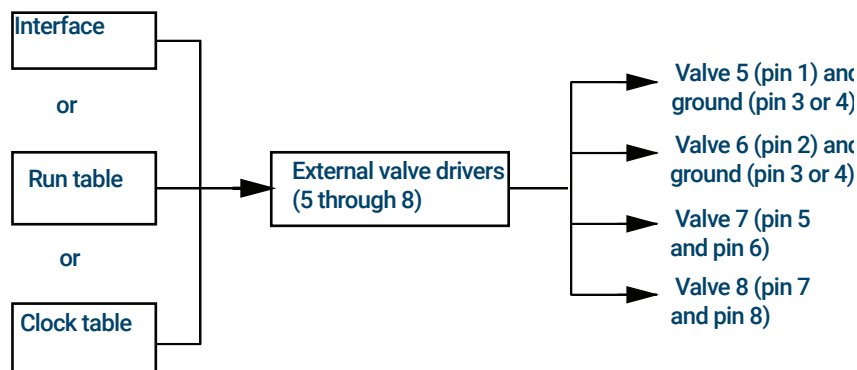 Interface
or
Run table
or
Clock table
External valve drivers
(5 through 8)
Valve 5 (pin 1) and
ground (pin 3 or 4)
Valve 6 (pin 2) and
ground (pin 3 or 4)
Valve 7 (pin 5
and pin 6)
Valve 8 (pin 7
and pin 8)